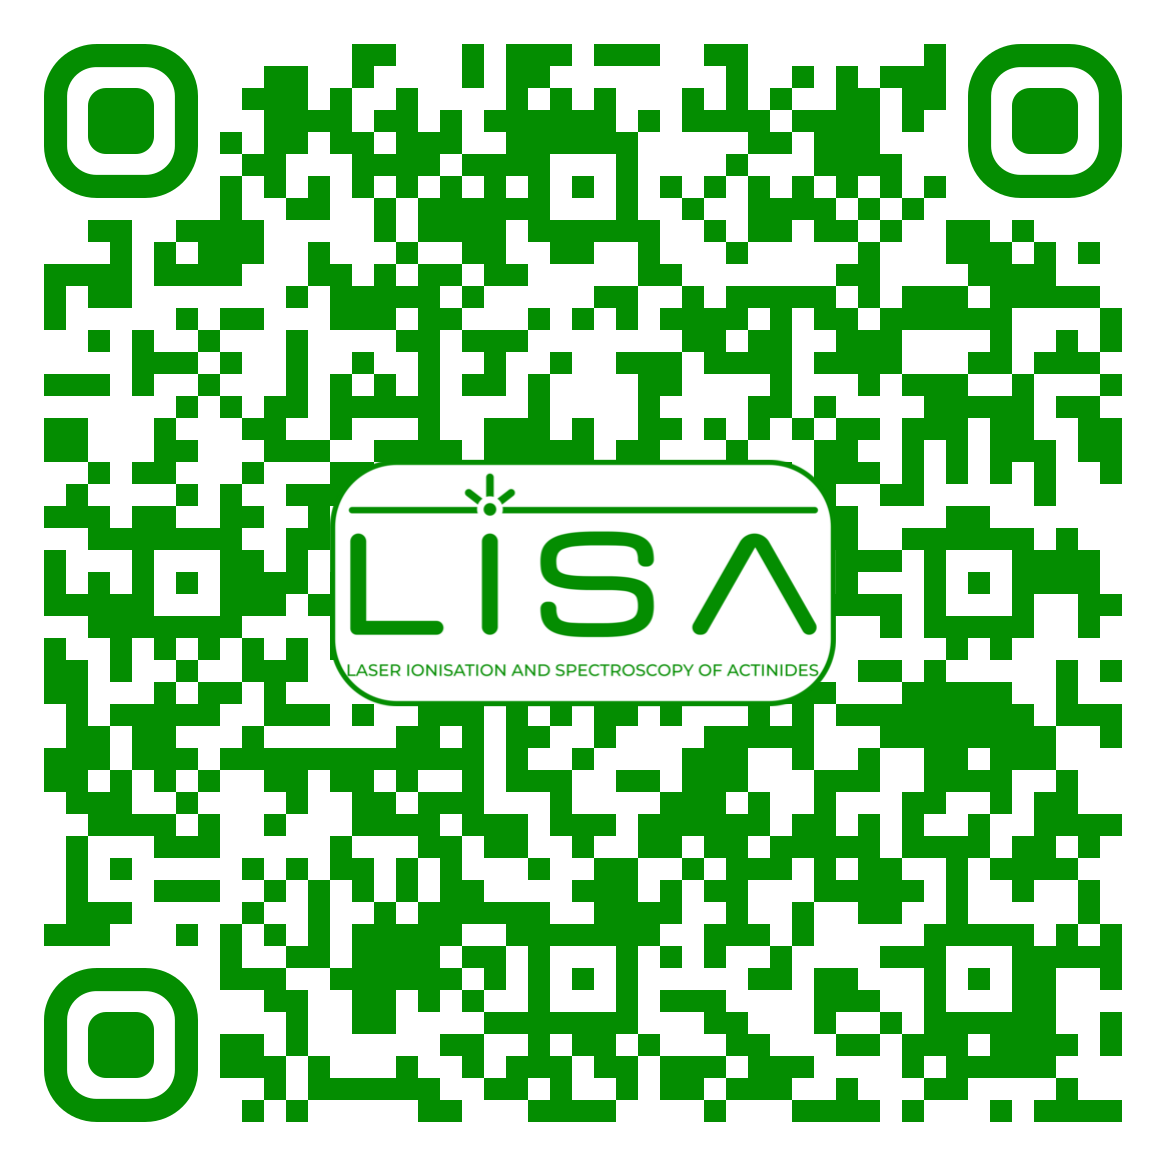 LISA
LASER IONISATION AND SPECTROSCOPY OF ACTINIDES